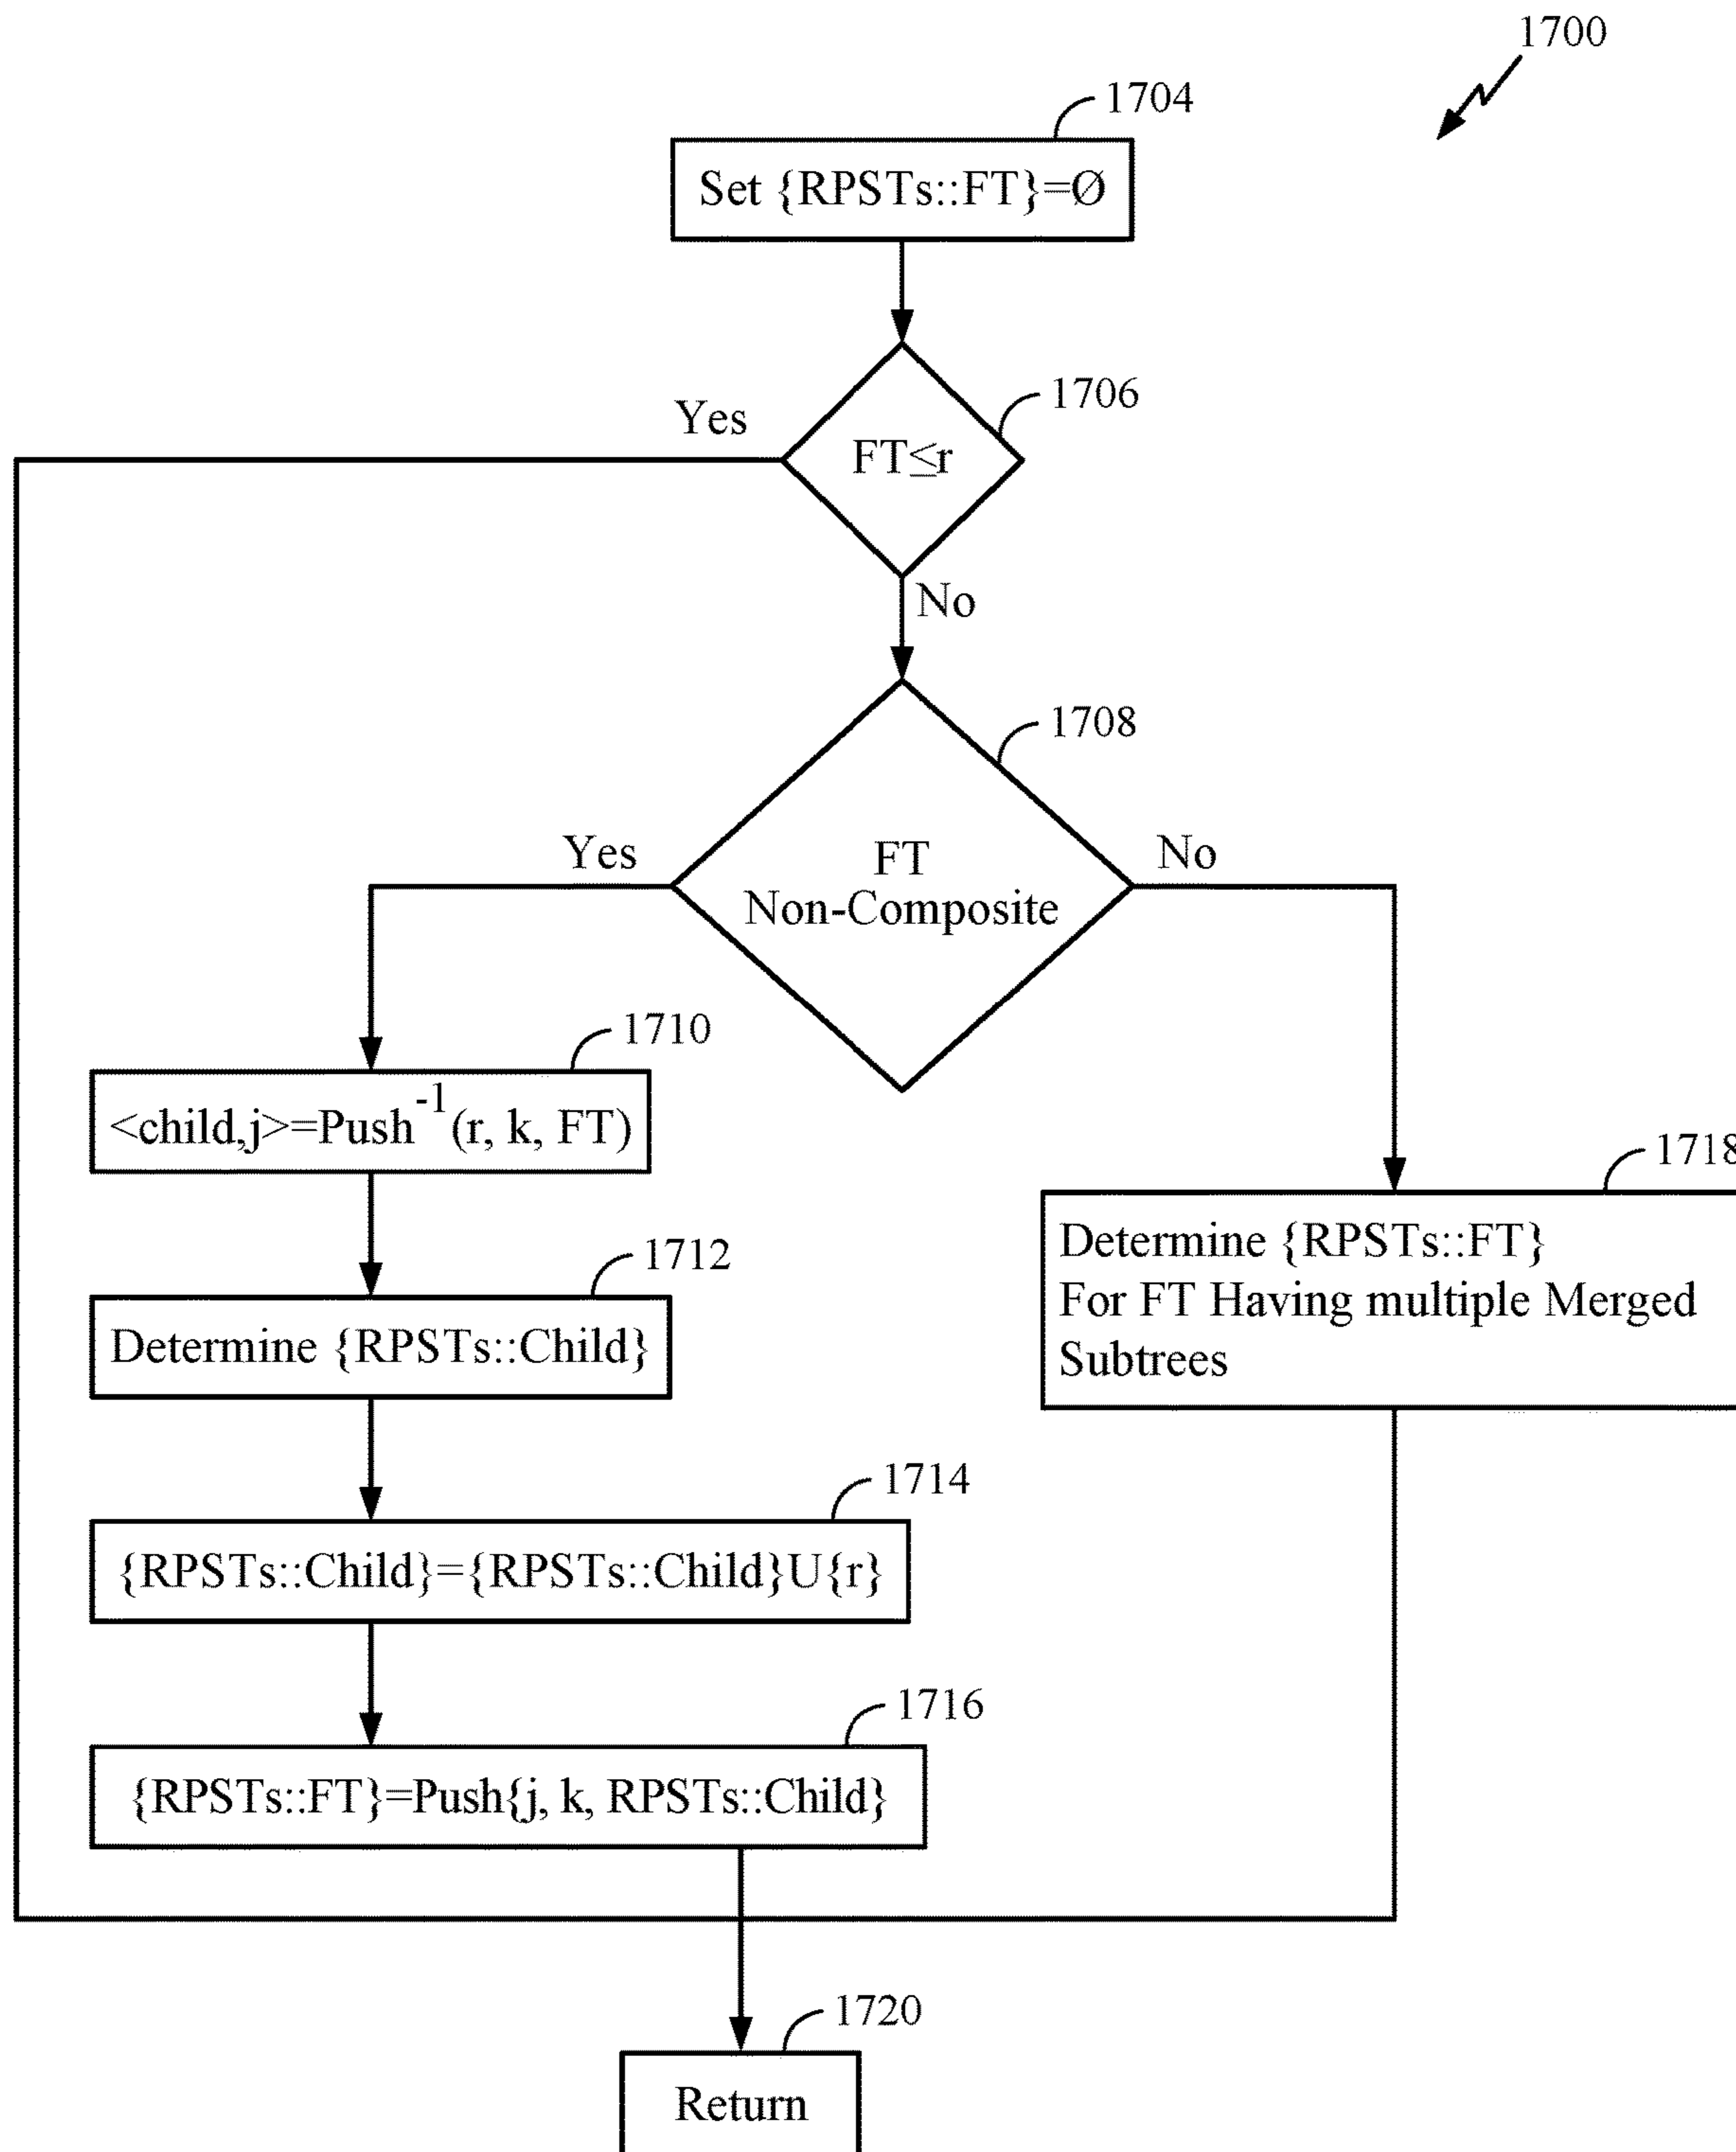 1700
1704
Set {RPSTs::FT}=Ø
1706
Yes
FT≤r
No
1708
Yes
FT
Non-Composite
No
1710
<child,j>=Push⁻¹(r, k, FT)
1718
1712
Determine {RPSTs::FT}
For FT Having multiple Merged
Subtrees
Determine {RPSTs::Child}
1714
{RPSTs::Child}={RPSTs::Child}U{r}
1716
{RPSTs::FT}=Push{j, k, RPSTs::Child}
1720
Return